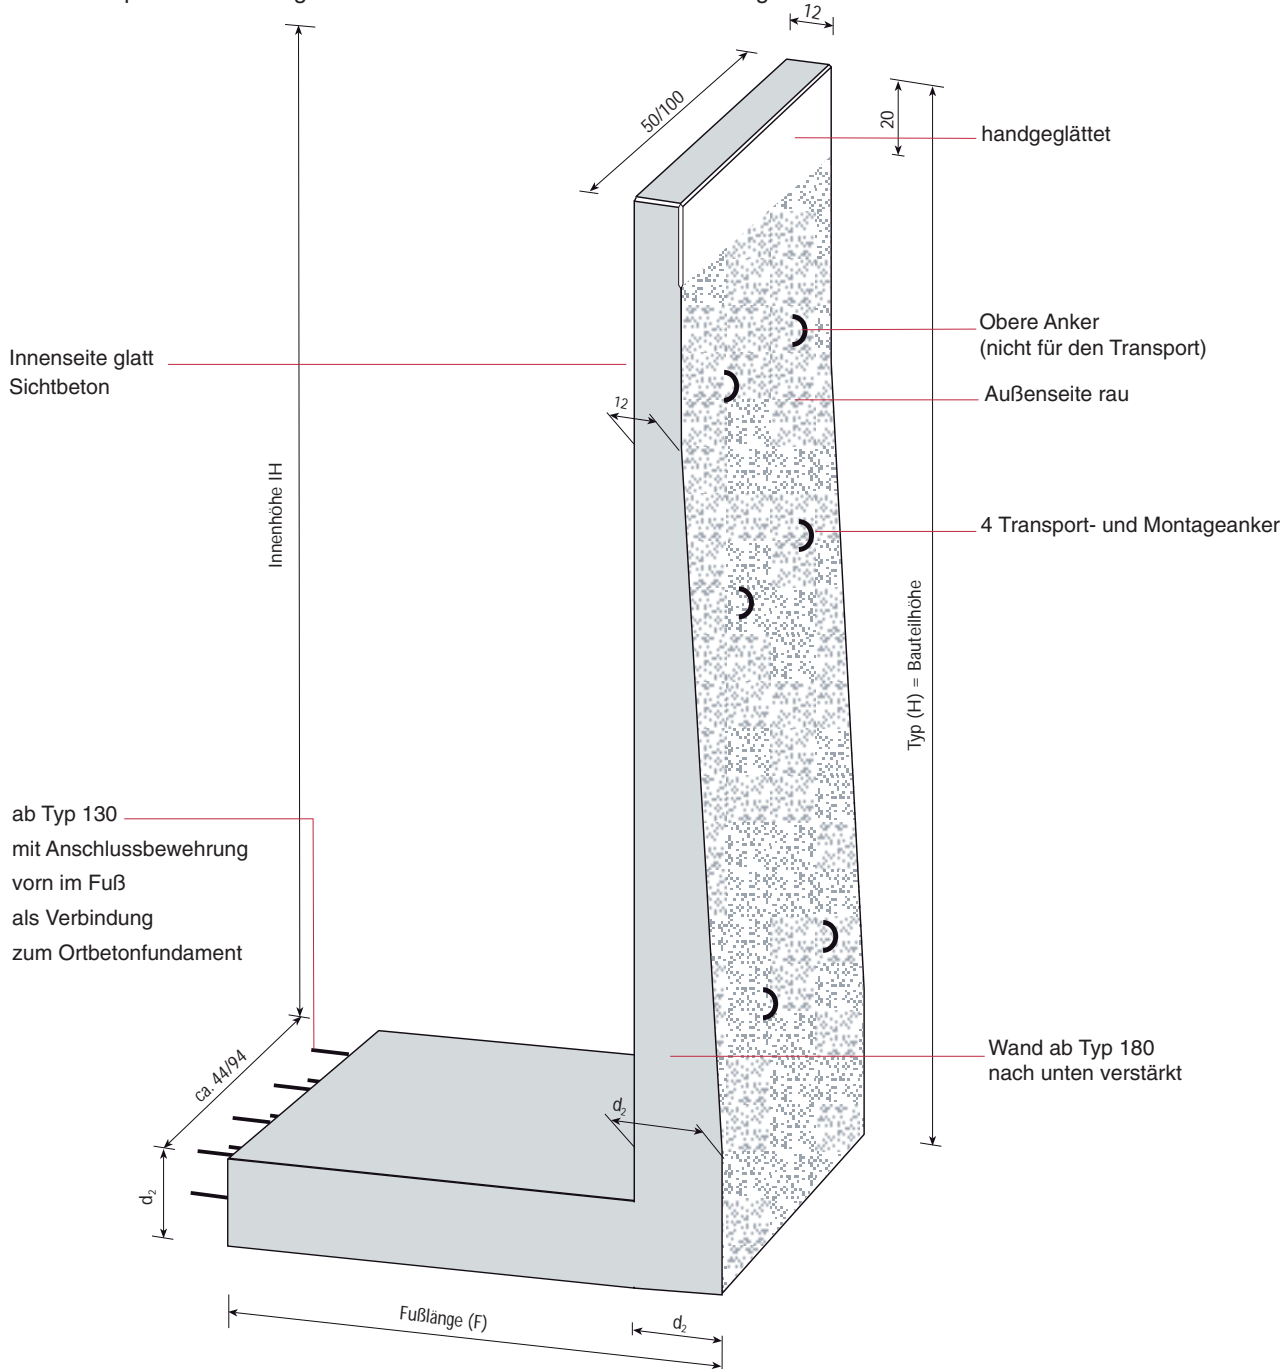 12
50/100
20
handgeglättet
Obere Anker
(nicht für den Transport)
Innenseite glatt
Sichtbeton
Außenseite rau
12
Innenhöhe IH
4 Transport- und Montageanker
Typ (H) = Bauteilhöhe
ab Typ 130
mit Anschlussbewehrung
vorn im Fuß
als Verbindung
zum Ortbetonfundament
Wand ab Typ 180
nach unten verstärkt
ca. 44/94
d₂
d₂
Fußlänge (F)
d₂